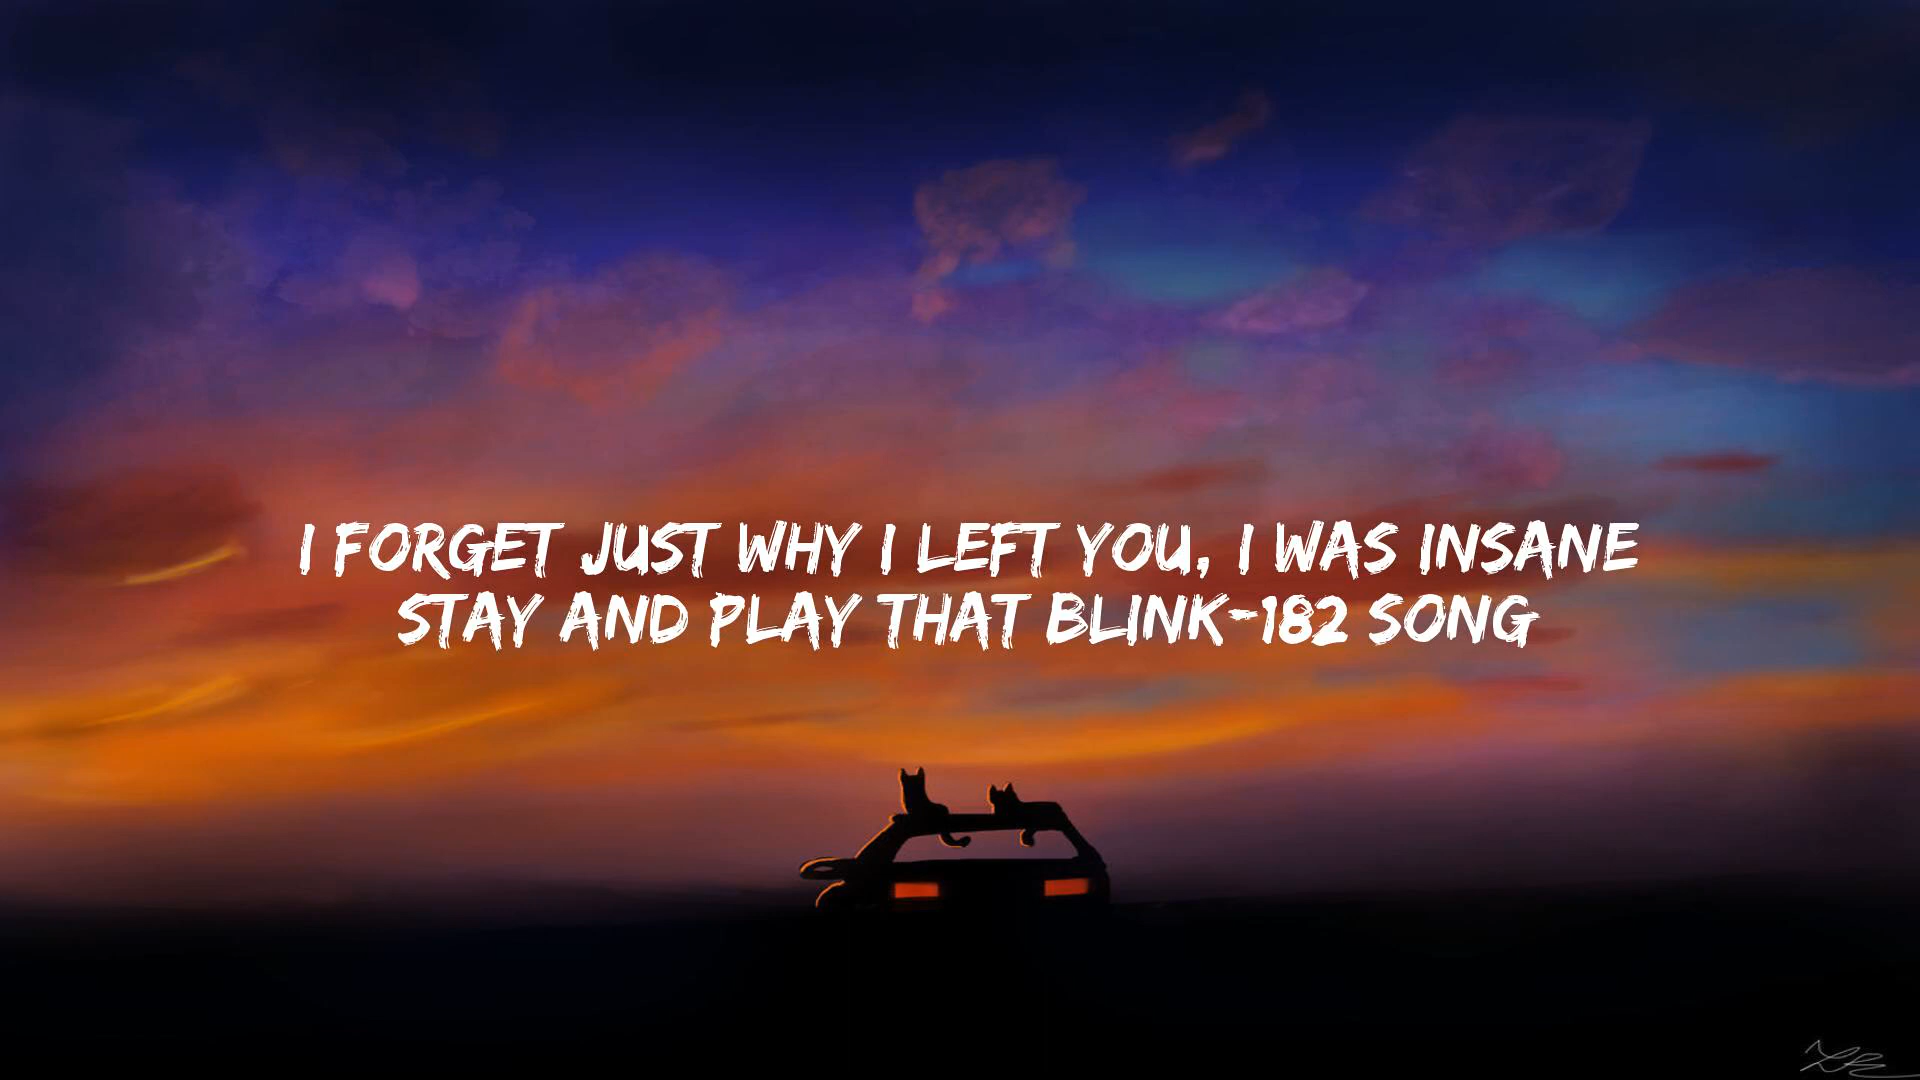 I FORGET JUST WHY I LEFT YOU, I WAS INSANE
STAY AND PLAY THAT BLINK-182 SONG